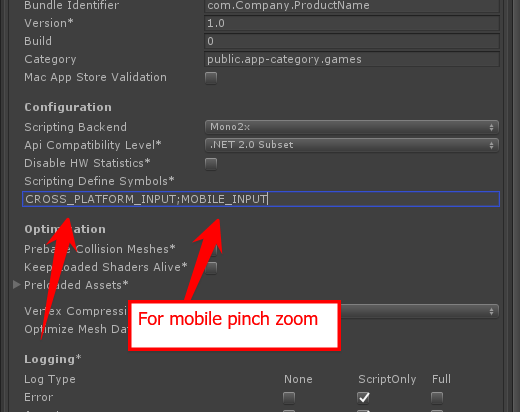 Bundle Identifier com.Company.ProductName
Version* 1.0
Build 0
Category public.app-category.games
Mac App Store Validation
Configuration
Scripting Backend Mono2x
Api Compatibility Level* .NET 2.0 Subset
Disable HW Statistics*
Scripting Define Symbols*
CROSS_PLATFORM_INPUT;MOBILE_INPUT
Optimization
Prebake Collision Meshes*
Keep Loaded Shaders Alive*
Preloaded Assets*
Vertex Compression
For mobile pinch zoom
Optimize Mesh Da
Logging*
Log Type None ScriptOnly Full
Error